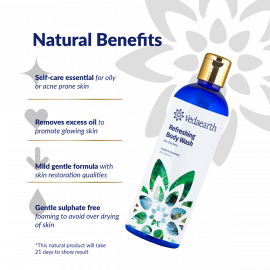 Natural Benefits
Self-care essential for oily
or acne prone skin
Removes excess oil to
promote glowing skin
Mild gentle formula with
skin restoration qualities
Gentle sulphate free
foaming to avoid over drying
of skin
*This natural product will take
21 days to show result
Vedaearth
Refreshing
Body Wash